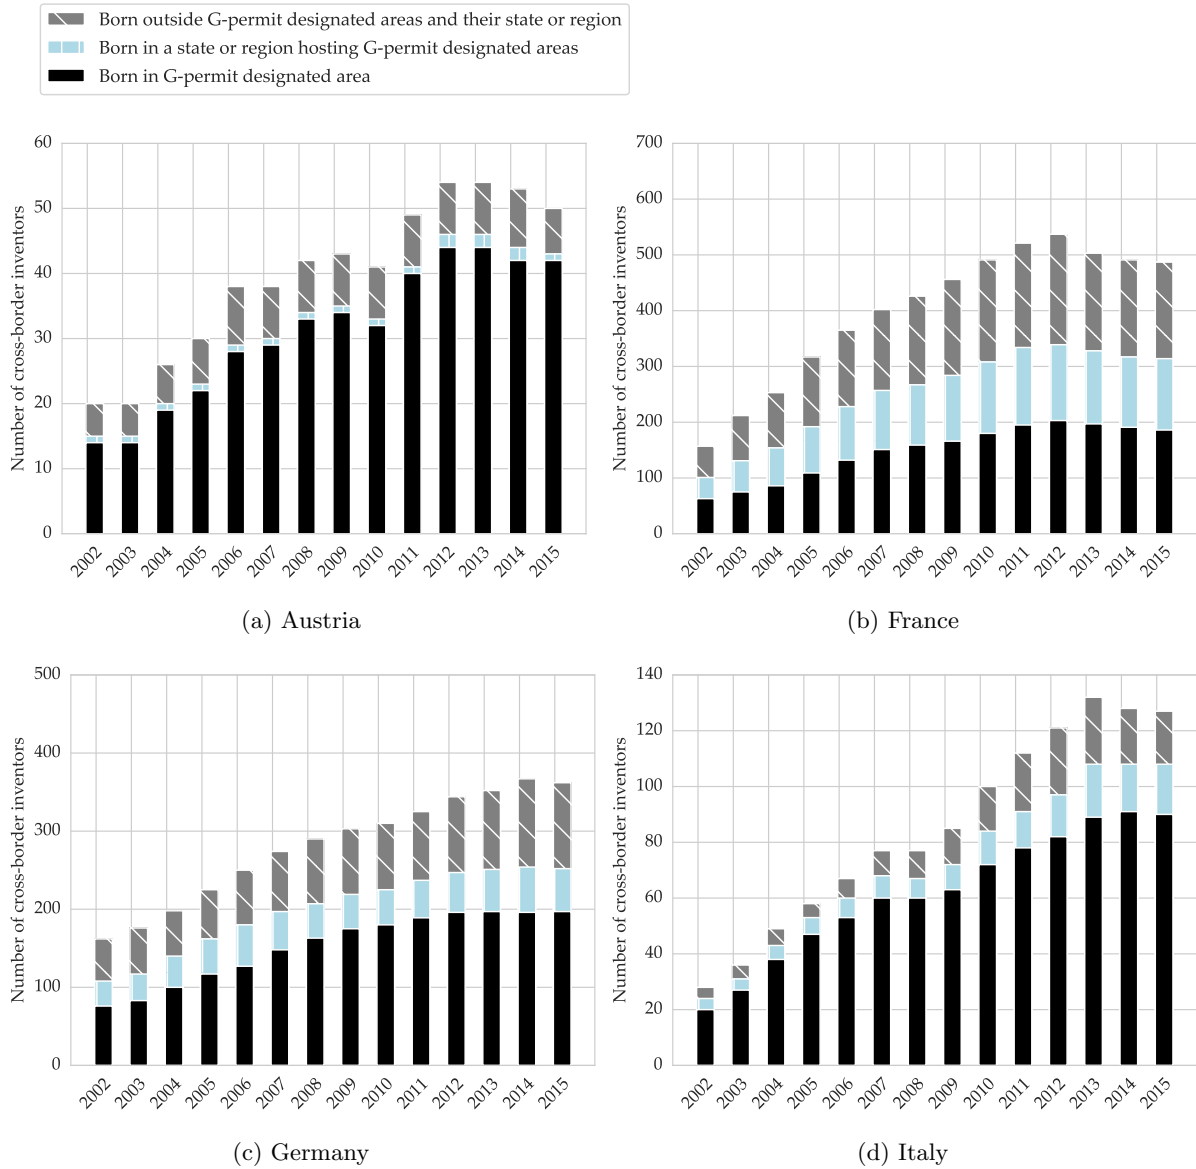 Born outside G-permit designated areas and their state or region
Born in a state or region hosting G-permit designated areas
Born in G-permit designated area
60
50
40
30
20
10
0
Number of cross-border inventors
2002 2003 2004 2005 2006 2007 2008 2009 2010 2011 2012 2013 2014 2015
(a) Austria
700
600
500
400
300
200
100
0
Number of cross-border inventors
2002 2003 2004 2005 2006 2007 2008 2009 2010 2011 2012 2013 2014 2015
(b) France
500
400
300
200
100
0
Number of cross-border inventors
2002 2003 2004 2005 2006 2007 2008 2009 2010 2011 2012 2013 2014 2015
(c) Germany
140
120
100
80
60
40
20
0
Number of cross-border inventors
2002 2003 2004 2005 2006 2007 2008 2009 2010 2011 2012 2013 2014 2015
(d) Italy